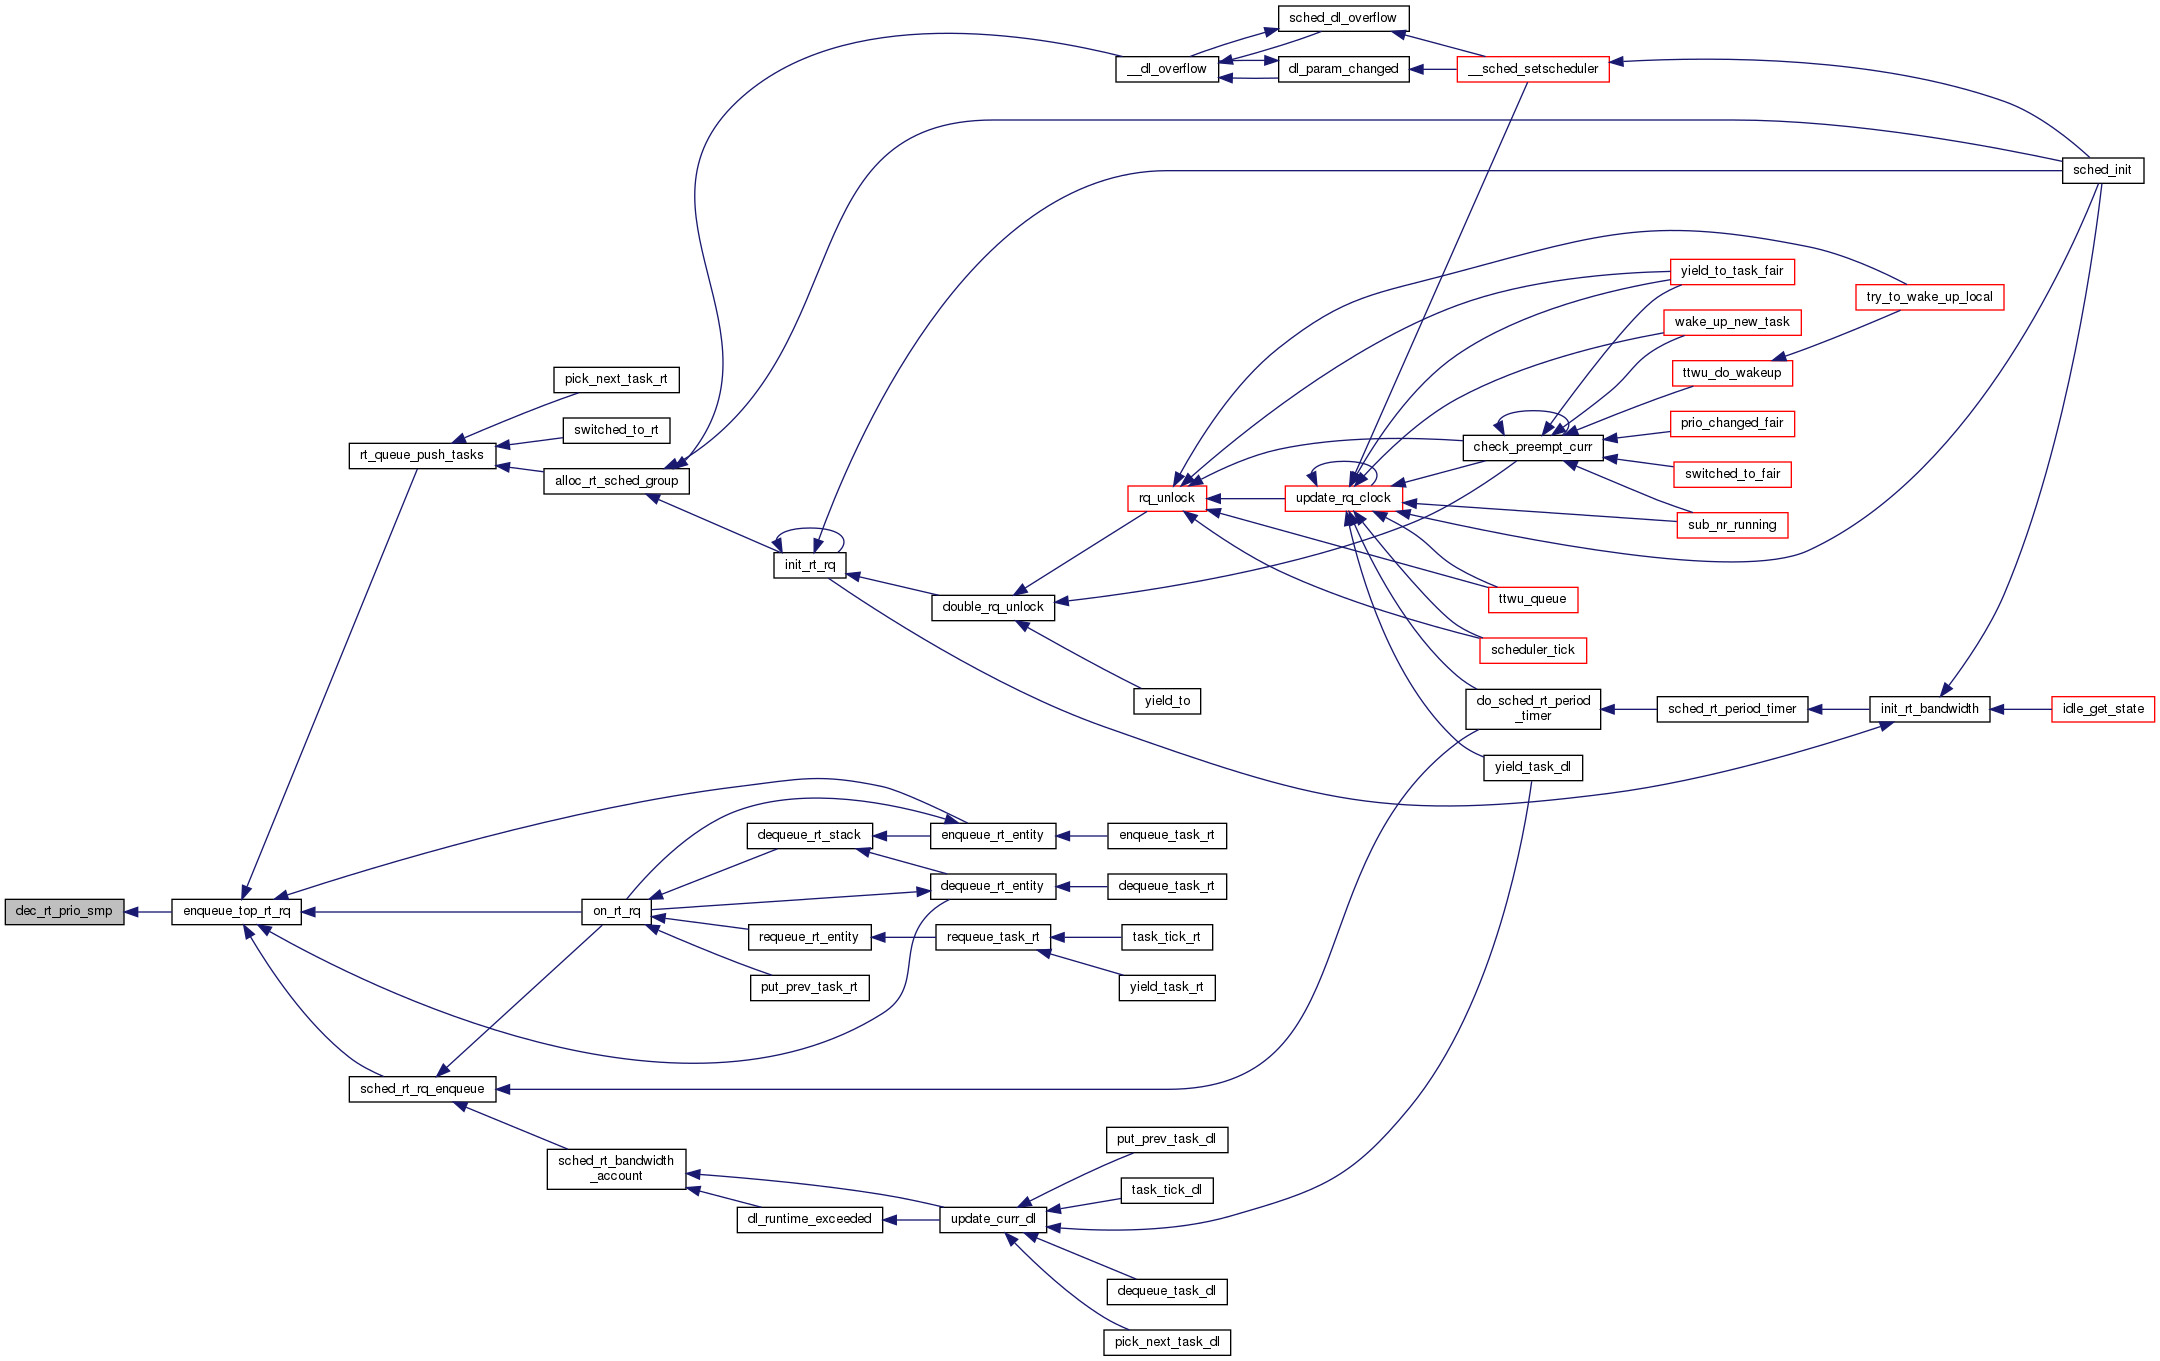 sched_dl_overflow
__dl_overflow
dl_param_changed
__sched_setscheduler
sched_init
yield_to_task_fair
try_to_wake_up_local
wake_up_new_task
ttwu_do_wakeup
pick_next_task_rt
switched_to_rt
prio_changed_fair
rt_queue_push_tasks
check_preempt_curr
alloc_rt_sched_group
switched_to_fair
rq_unlock
update_rq_clock
sub_nr_running
init_rt_rq
double_rq_unlock
ttwu_queue
scheduler_tick
yield_to
do_sched_rt_period
_timer
sched_rt_period_timer
init_rt_bandwidth
idle_get_state
yield_task_dl
dequeue_rt_stack
enqueue_rt_entity
enqueue_task_rt
dequeue_rt_entity
dequeue_task_rt
dec_rt_prio_smp
enqueue_top_rt_rq
on_rt_rq
requeue_rt_entity
requeue_task_rt
task_tick_rt
put_prev_task_rt
yield_task_rt
sched_rt_rq_enqueue
put_prev_task_dl
sched_rt_bandwidth
_account
task_tick_dl
dl_runtime_exceeded
update_curr_dl
dequeue_task_dl
pick_next_task_dl